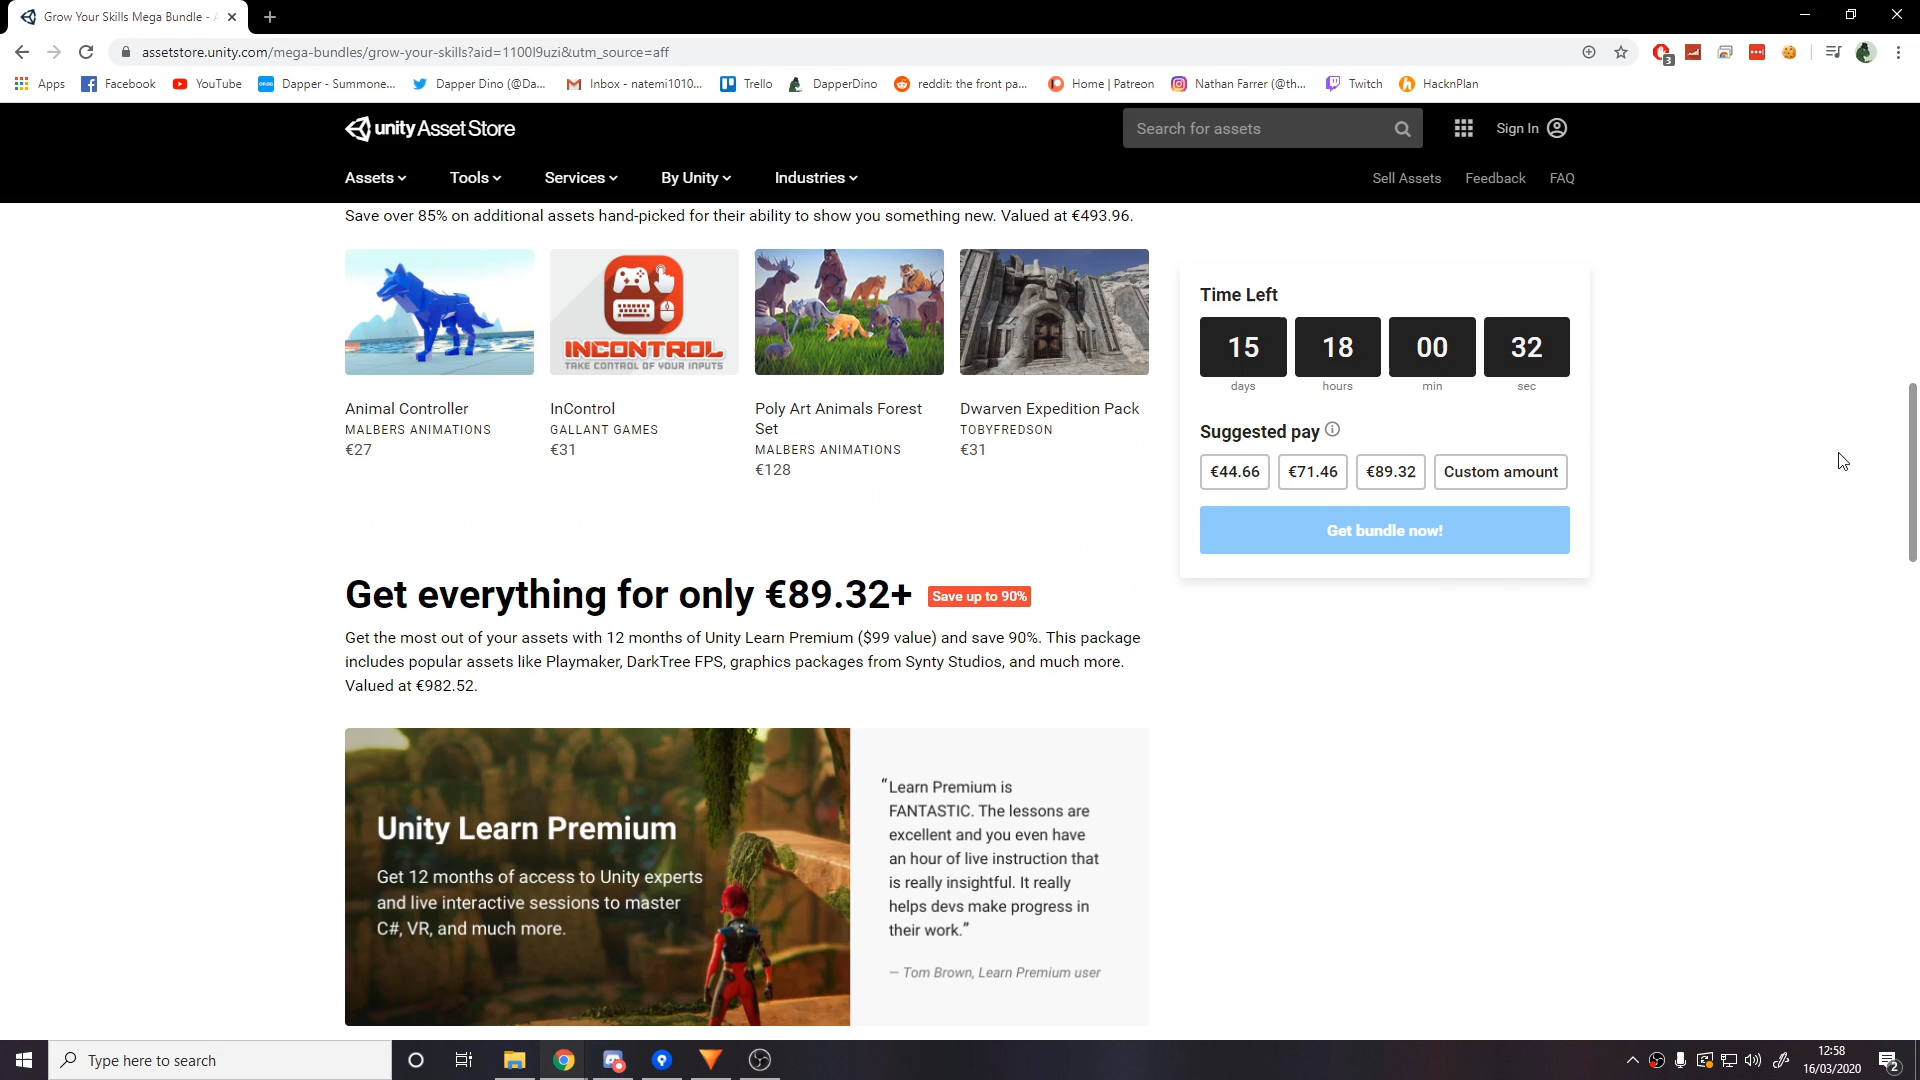 Grow Your Skills Mega Bundle -
assetstore.unity.com/mega-bundles/grow-your-skills?aid=1100l9uzi&utm_source=aff
3
Apps
Facebook
YouTube
Dapper - Summone...
Dapper Dino (@Da...
Inbox - natemi1010...
Trello
DapperDino
reddit: the front pa...
Home | Patreon
Nathan Farrer (@th...
Twitch
HacknPlan
unity Asset Store
Search for assets
Sign In
Assets
Tools
Services
By Unity
Industries
Sell Assets
Feedback
FAQ
Save over 85% on additional assets hand-picked for their ability to show you something new. Valued at €493.96.
INCONTROL
TAKE CONTROL OF YOUR INPUTS
Animal Controller
MALBERS ANIMATIONS
€27
InControl
GALLANT GAMES
€31
Poly Art Animals Forest
Set
MALBERS ANIMATIONS
€128
Dwarven Expedition Pack
TOBYFREDSON
€31
Time Left
15
18
00
32
days
hours
min
sec
Suggested pay
€44.66
€71.46
€89.32
Custom amount
Get bundle now!
Get everything for only €89.32+
Save up to 90%
Get the most out of your assets with 12 months of Unity Learn Premium ($99 value) and save 90%. This package
includes popular assets like Playmaker, DarkTree FPS, graphics packages from Synty Studios, and much more.
Valued at €982.52.
Unity Learn Premium
Get 12 months of access to Unity experts
and live interactive sessions to master
C#, VR, and much more.
“Learn Premium is
FANTASTIC. The lessons are
excellent and you even have
an hour of live instruction that
is really insightful. It really
helps devs make progress in
their work.”
— Tom Brown, Learn Premium user
Type here to search
12:58
16/03/2020
2